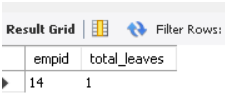 Result Grid Filter Rows:
empid total_leaves
14 1